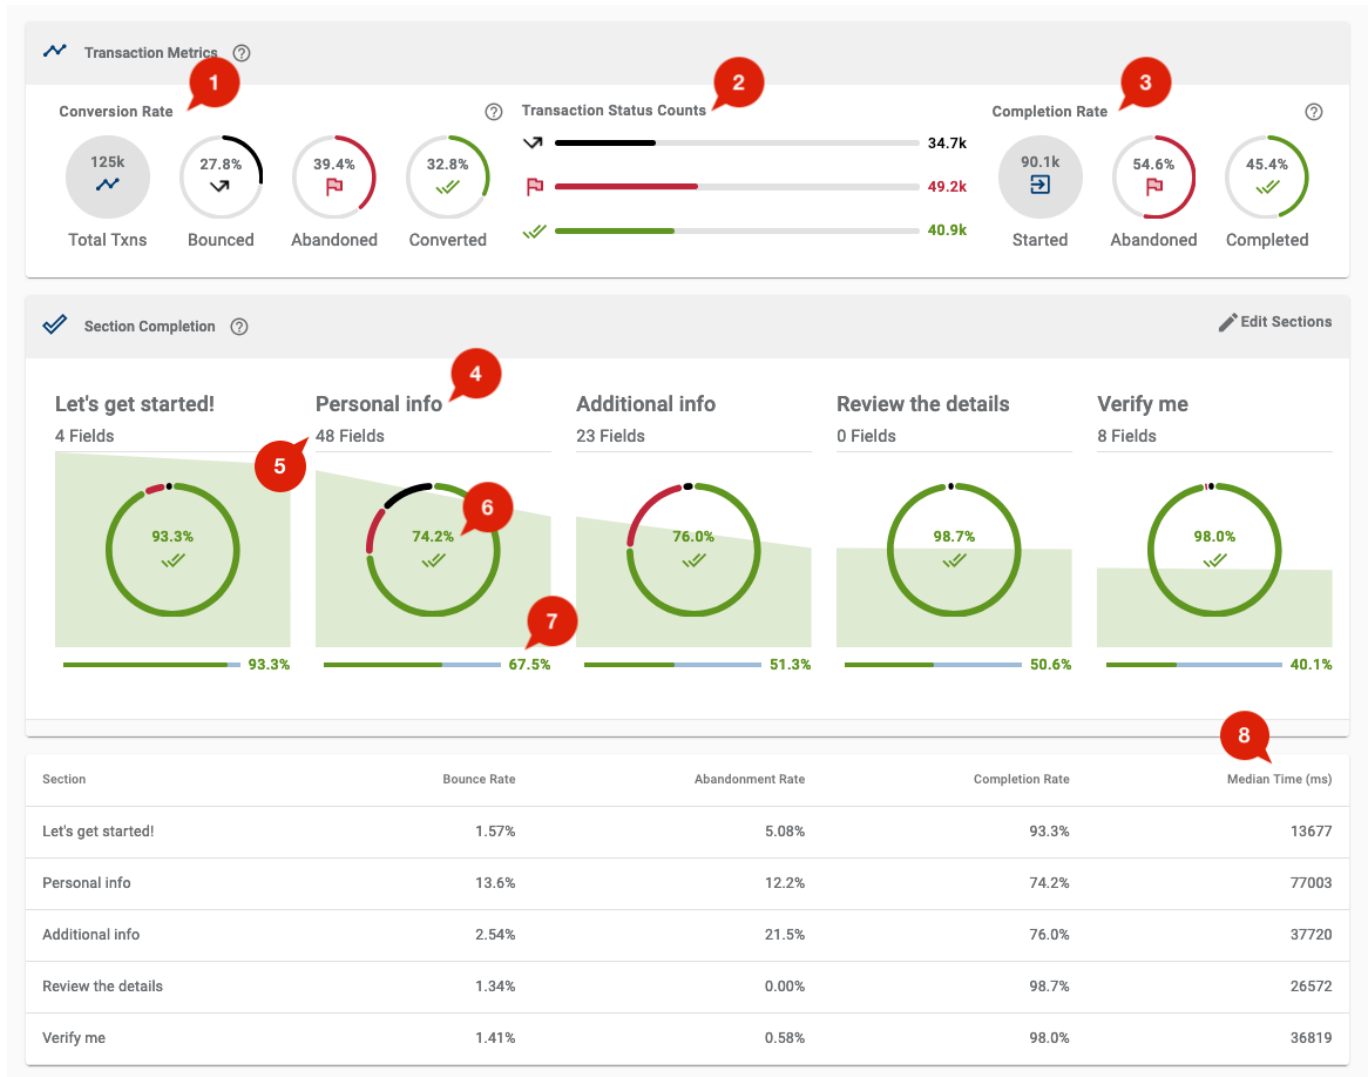 Transaction Metrics ?
1
2
3
Conversion Rate ?
125k
Total Txns
27.8%
Bounced
39.4%
Abandoned
32.8%
Converted
Transaction Status Counts
34.7k
49.2k
40.9k
Completion Rate ?
90.1k
Started
54.6%
Abandoned
45.4%
Completed
Section Completion ?
Edit Sections
4
Let's get started!
4 Fields
93.3%
93.3%
Personal info
5
48 Fields
6
74.2%
7
67.5%
Additional info
23 Fields
76.0%
51.3%
Review the details
0 Fields
98.7%
50.6%
Verify me
8 Fields
98.0%
40.1%
8
Section Bounce Rate Abandonment Rate Completion Rate Median Time (ms)
Let's get started! 1.57% 5.08% 93.3% 13677
Personal info 13.6% 12.2% 74.2% 77003
Additional info 2.54% 21.5% 76.0% 37720
Review the details 1.34% 0.00% 98.7% 26572
Verify me 1.41% 0.58% 98.0% 36819